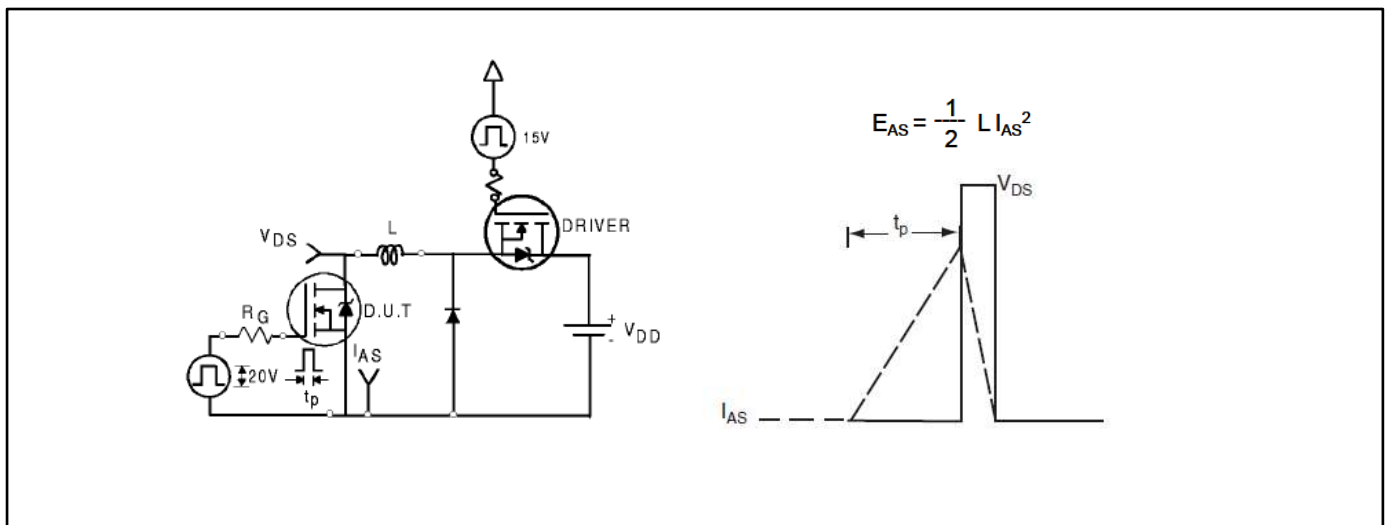 15V
DRIVER
L
VDS
D.U.T
RG
IAS
VDD
+
-
20V
tp
EAS = 1/2 L IAS²
VDS
tp
IAS